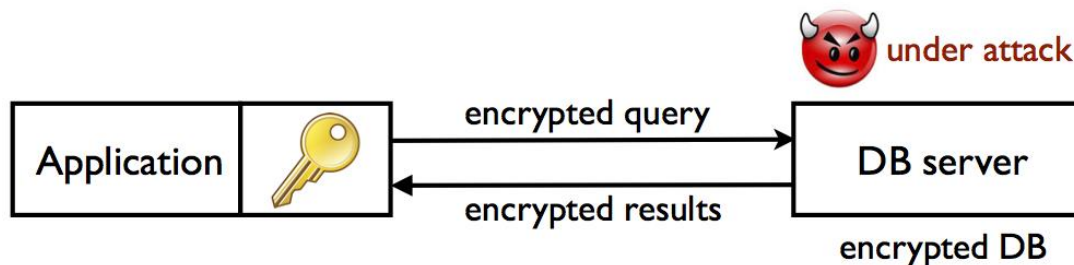 under attack
encrypted query
Application
DB server
encrypted results
encrypted DB